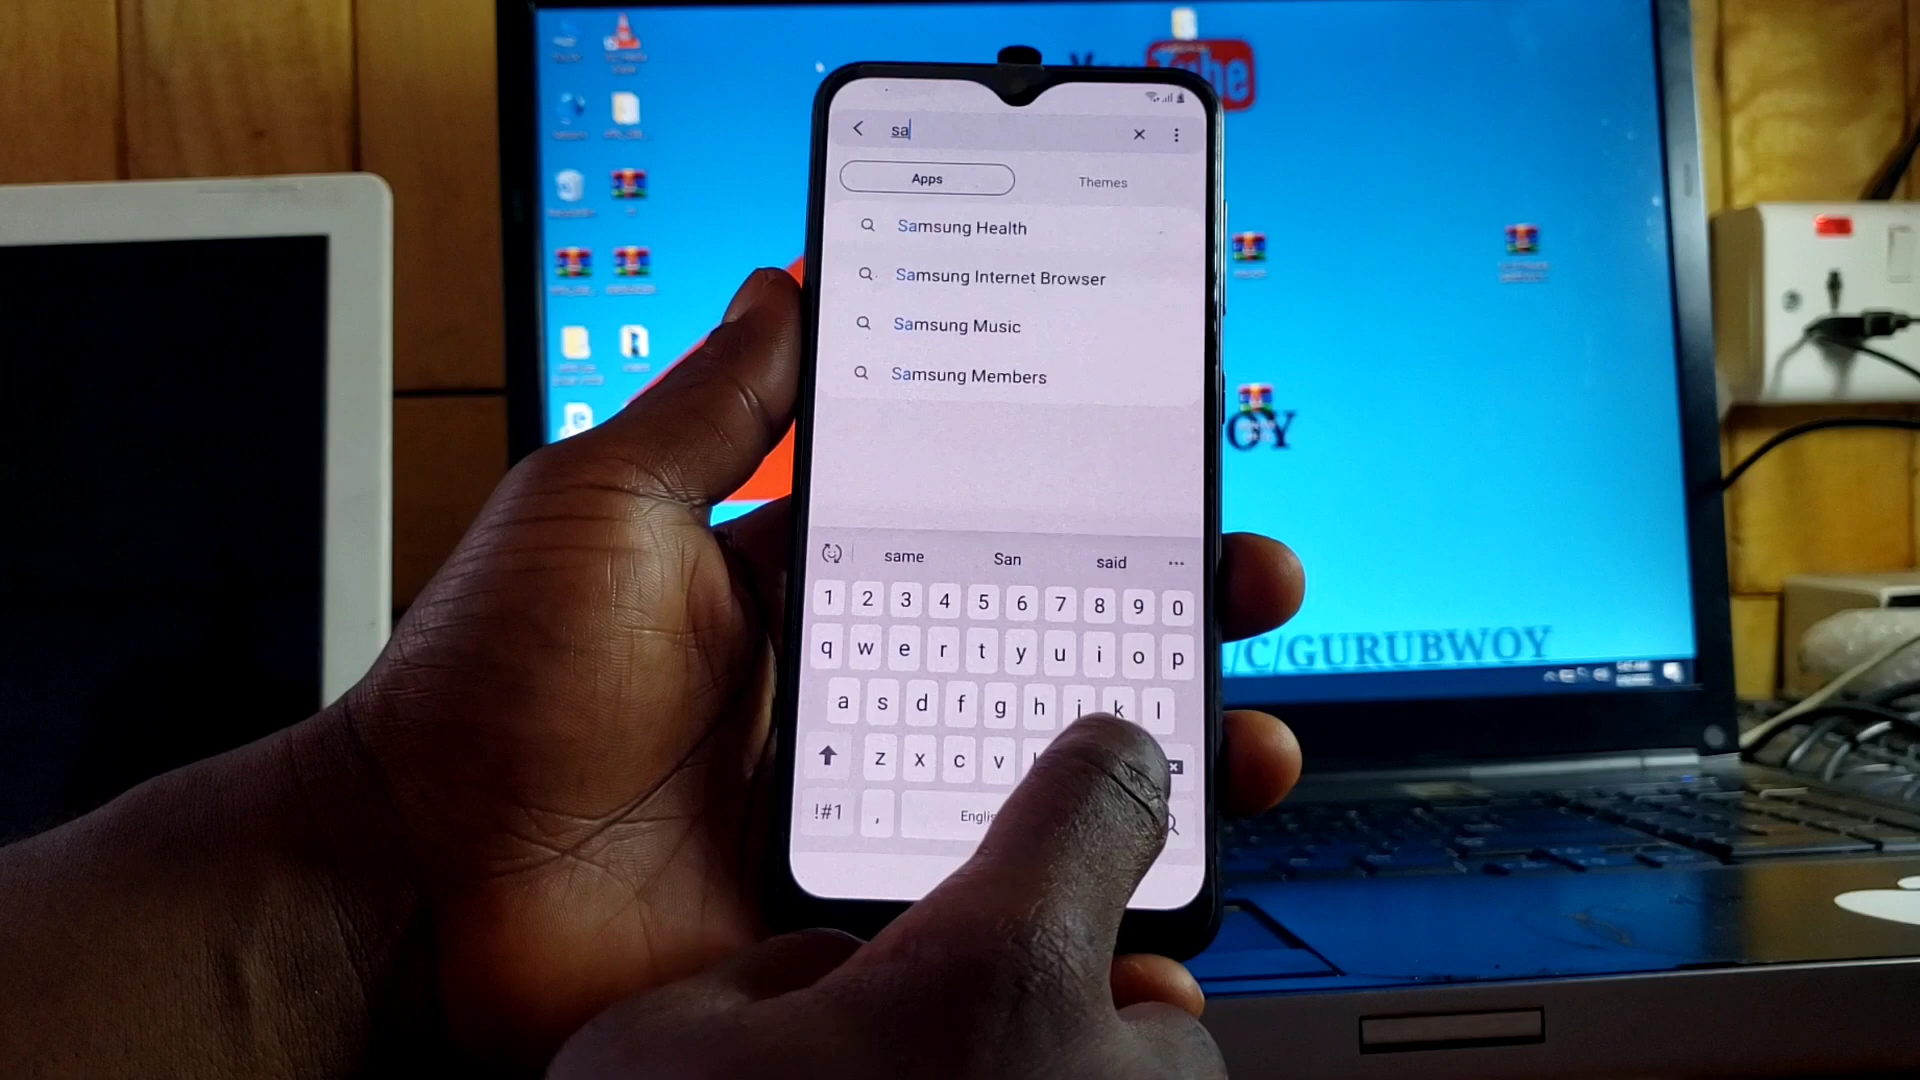 YouTube
sa
Apps Themes
Samsung Health
Samsung Internet Browser
Samsung Music
Samsung Members
OY
same San said
1 2 3 4 5 6 7 8 9 0
q w e r t y u i o p
a s d f g h j k l
z x c v
!#1 , Englis
/C/GURUBWOY